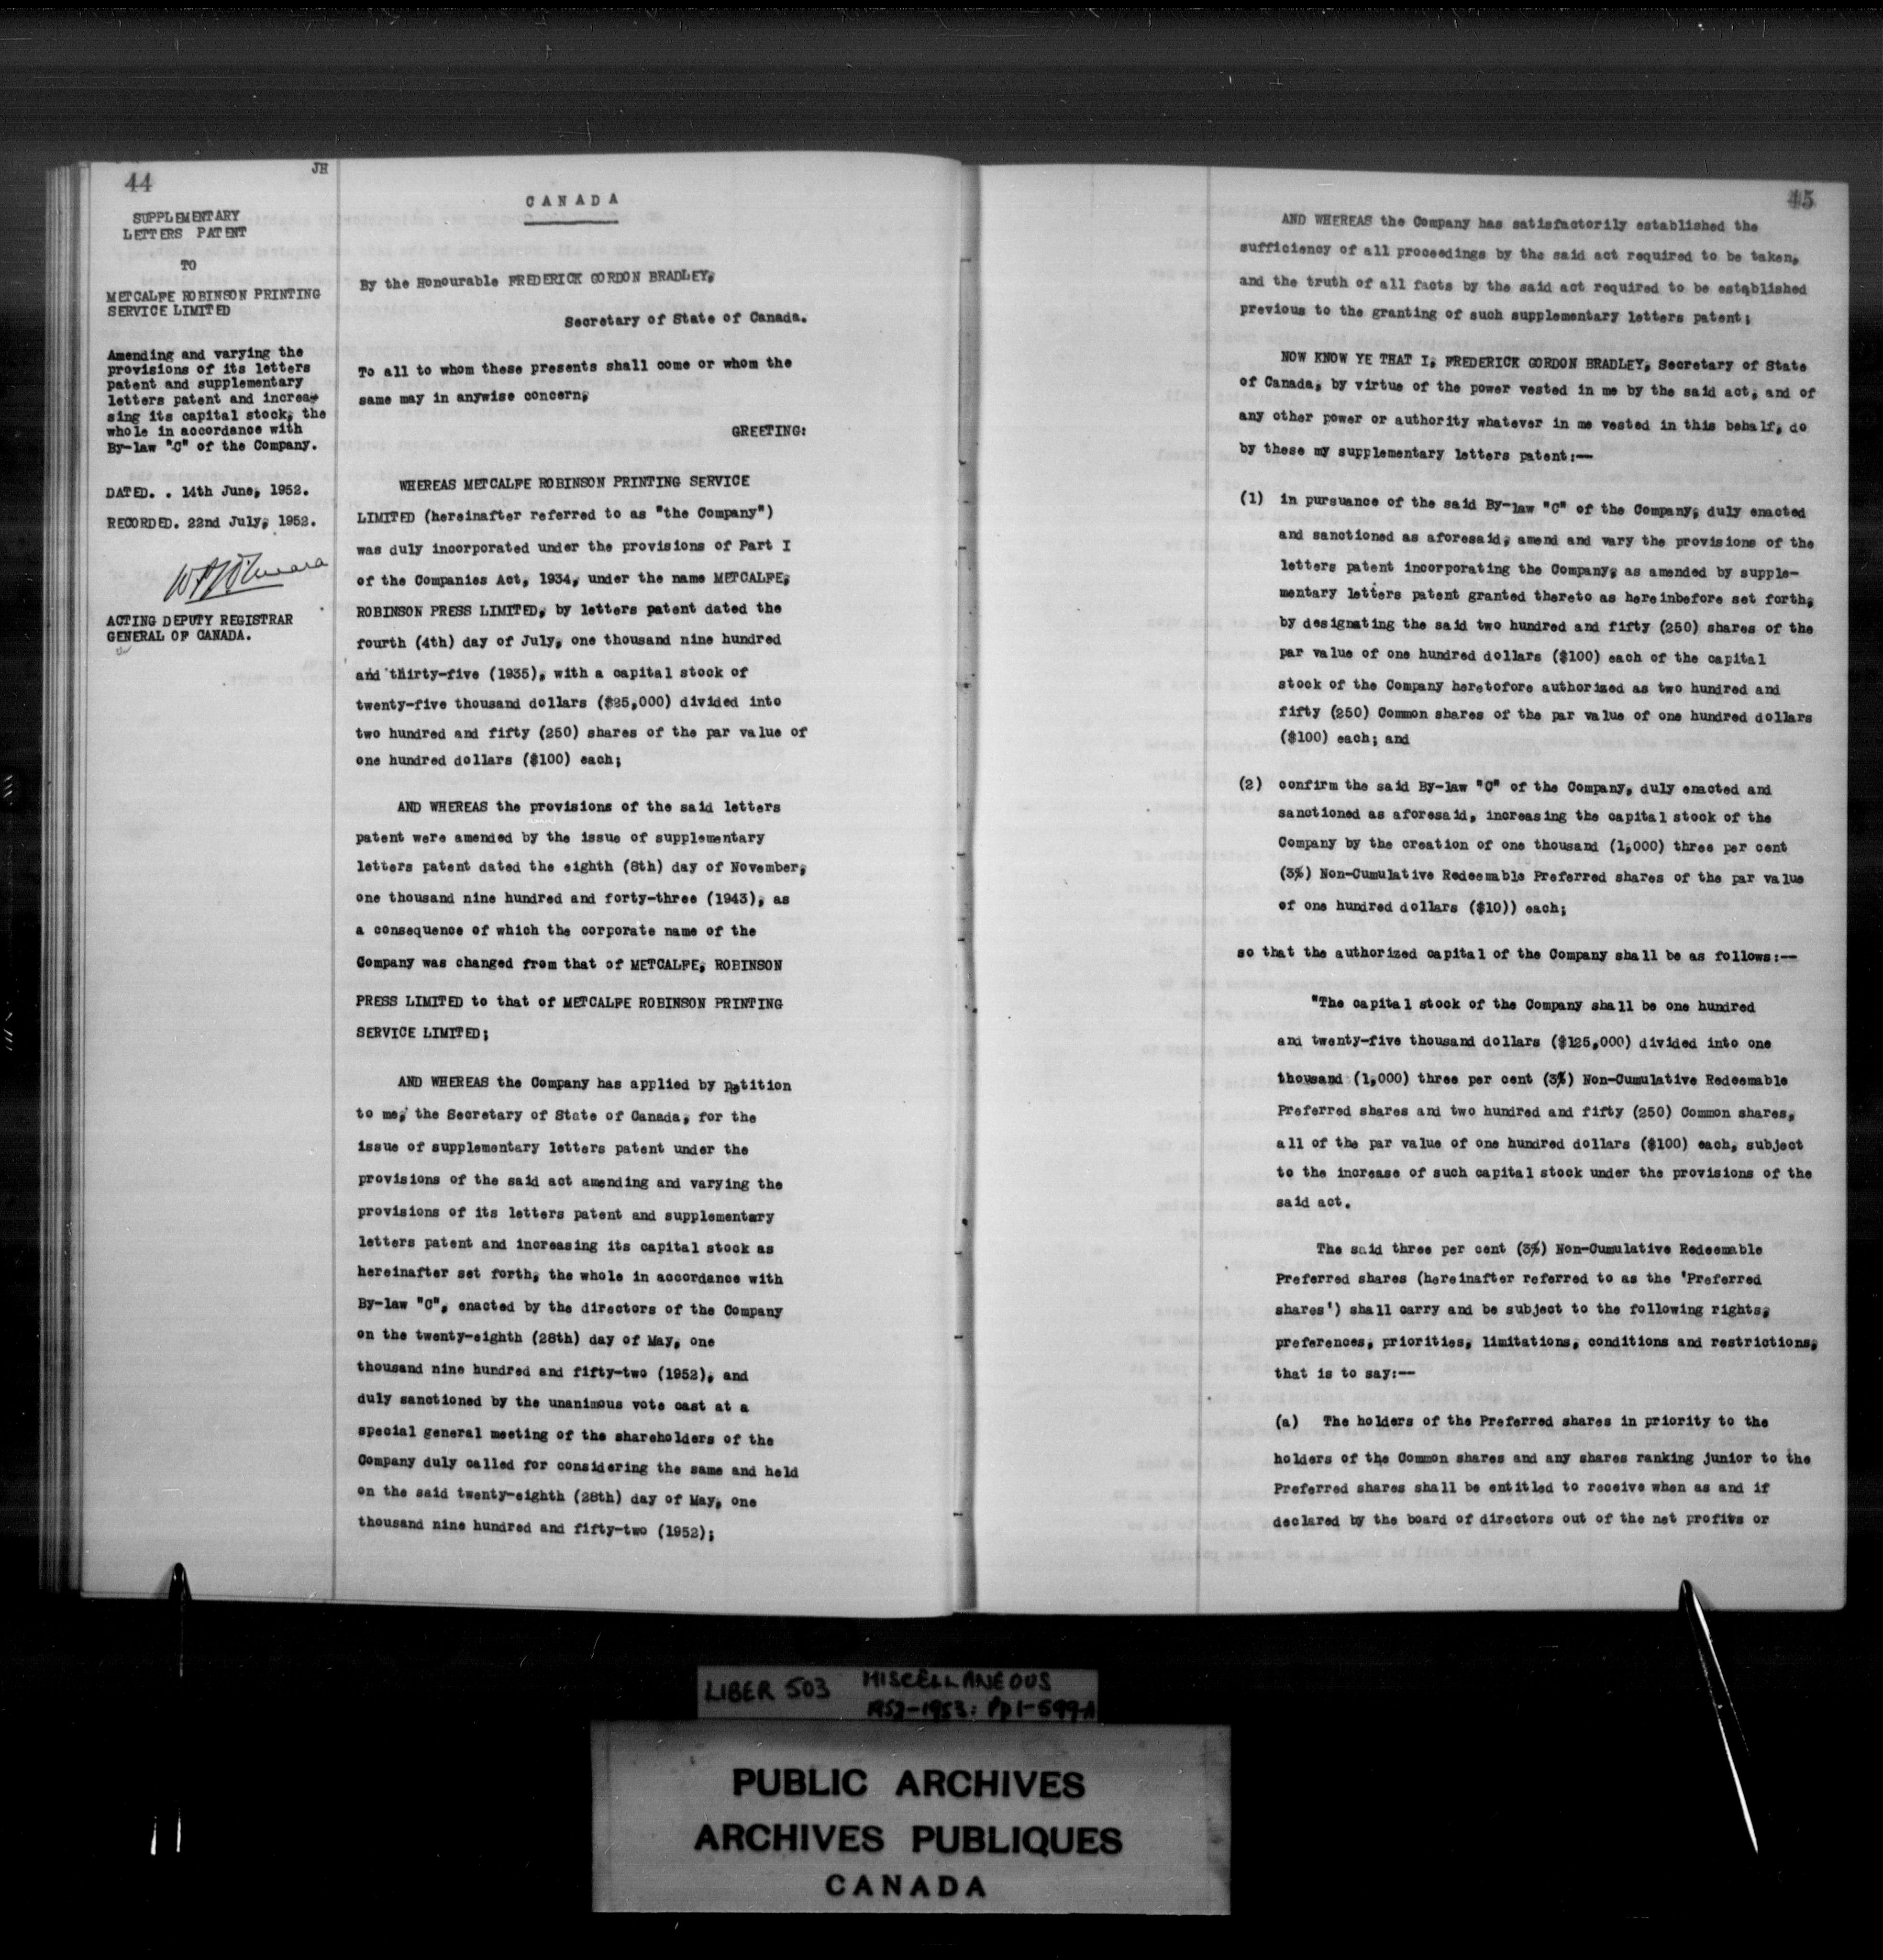 44
JH
SUPPLEMENTARY
LETTERS PATENT
TO
METCALFE ROBINSON PRINTING
SERVICE LIMITED
Amending and varying the
provisions of its letters
patent and supplementary
letters patent and increa-
sing its capital stock, the
whole in accordance with
By-law "C" of the Company.
DATED. . 14th June, 1952.
RECORDED. 22nd July, 1952.
ACTING DEPUTY REGISTRAR
GENERAL OF CANADA.
CANADA
By the Honourable FREDERICK GORDON BRADLEY,
Secretary of State of Canada.
To all to whom these presents shall come or whom the
same may in anywise concern,
GREETING:
WHEREAS METCALFE ROBINSON PRINTING SERVICE
LIMITED (hereinafter referred to as "the Company")
was duly incorporated under the provisions of Part I
of the Companies Act, 1934, under the name METCALFE,
ROBINSON PRESS LIMITED, by letters patent dated the
fourth (4th) day of July, one thousand nine hundred
and thirty-five (1935), with a capital stock of
twenty-five thousand dollars ($25,000) divided into
two hundred and fifty (250) shares of the par value of
one hundred dollars ($100) each;
AND WHEREAS the provisions of the said letters
patent were amended by the issue of supplementary
letters patent dated the eighth (8th) day of November,
one thousand nine hundred and forty-three (1943), as
a consequence of which the corporate name of the
Company was changed from that of METCALFE, ROBINSON
PRESS LIMITED to that of METCALFE ROBINSON PRINTING
SERVICE LIMITED;
AND WHEREAS the Company has applied by petition
to me, the Secretary of State of Canada, for the
issue of supplementary letters patent under the
provisions of the said act amending and varying the
provisions of its letters patent and supplementary
letters patent and increasing its capital stock as
hereinafter set forth, the whole in accordance with
By-law "C", enacted by the directors of the Company
on the twenty-eighth (28th) day of May, one
thousand nine hundred and fifty-two (1952), and
duly sanctioned by the unanimous vote cast at a
special general meeting of the shareholders of the
Company duly called for considering the same and held
on the said twenty-eighth (28th) day of May, one
thousand nine hundred and fifty-two (1952);
45
AND WHEREAS the Company has satisfactorily established the
sufficiency of all proceedings by the said act required to be taken,
and the truth of all facts by the said act required to be established
previous to the granting of such supplementary letters patent;
NOW KNOW YE THAT I, FREDERICK GORDON BRADLEY, Secretary of State
of Canada, by virtue of the power vested in me by the said act, and of
any other power or authority whatever in me vested in this behalf, do
by these my supplementary letters patent:--
(1) in pursuance of the said By-law "C" of the Company, duly enacted
and sanctioned as aforesaid, amend and vary the provisions of the
letters patent incorporating the Company, as amended by supple-
mentary letters patent granted thereto as hereinbefore set forth,
by designating the said two hundred and fifty (250) shares of the
par value of one hundred dollars ($100) each of the capital
stock of the Company heretofore authorized as two hundred and
fifty (250) Common shares of the par value of one hundred dollars
($100) each; and
(2) confirm the said By-law "C" of the Company, duly enacted and
sanctioned as aforesaid, increasing the capital stock of the
Company by the creation of one thousand (1,000) three per cent
(3%) Non-Cumulative Redeemable Preferred shares of the par value
of one hundred dollars ($10)) each;
so that the authorized capital of the Company shall be as follows:--
"The capital stock of the Company shall be one hundred
and twenty-five thousand dollars ($125,000) divided into one
thousand (1,000) three per cent (3%) Non-Cumulative Redeemable
Preferred shares and two hundred and fifty (250) Common shares,
all of the par value of one hundred dollars ($100) each, subject
to the increase of such capital stock under the provisions of the
said act.
The said three per cent (3%) Non-Cumulative Redeemable
Preferred shares (hereinafter referred to as the 'Preferred
shares') shall carry and be subject to the following rights,
preferences, priorities, limitations, conditions and restrictions,
that is to say:--
(a) The holders of the Preferred shares in priority to the
holders of the Common shares and any shares ranking junior to the
Preferred shares shall be entitled to receive when as and if
declared by the board of directors out of the net profits or
LIBER 503 MISCELLANEOUS
1952-1953: Pp 1-599A
PUBLIC ARCHIVES
ARCHIVES PUBLIQUES
CANADA